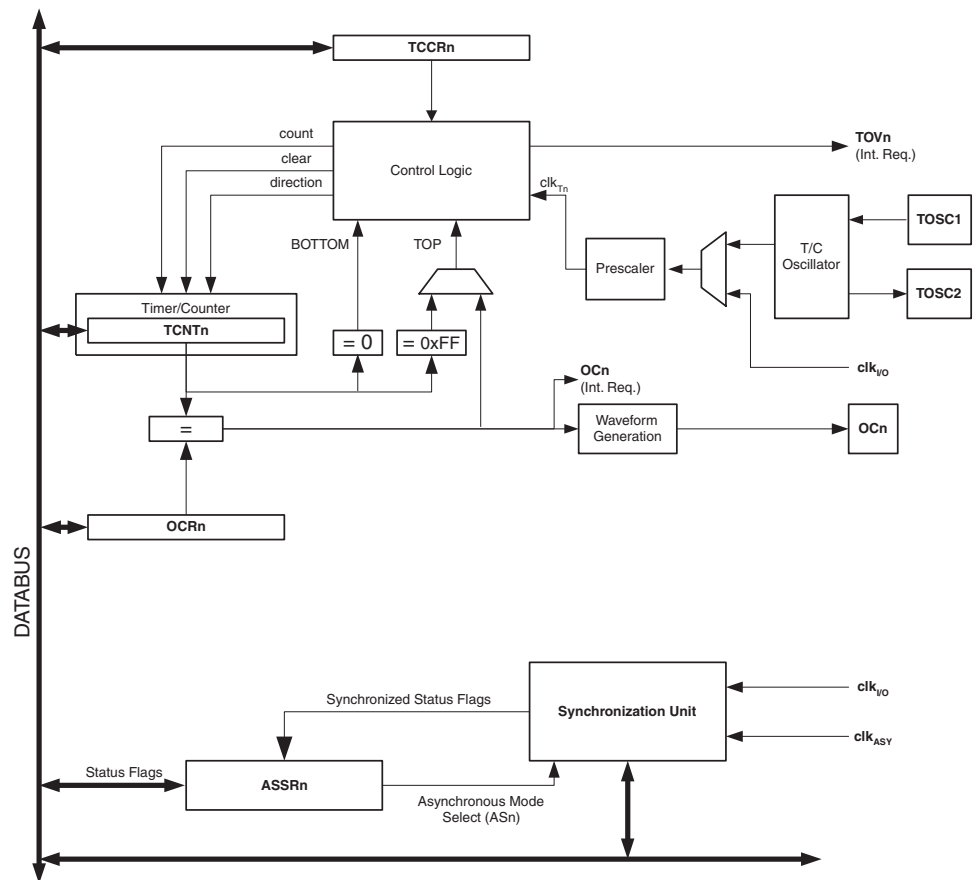 TCCRn
count
clear
direction
Control Logic
TOVn
(Int. Req.)
clkTn
BOTTOM
TOP
Prescaler
T/C
Oscillator
TOSC1
TOSC2
Timer/Counter
TCNTn
= 0
= 0xFF
clkI/O
OCn
(Int. Req.)
=
Waveform
Generation
OCn
OCRn
DATABUS
Synchronized Status Flags
Synchronization Unit
clkI/O
clkASY
Status Flags
ASSRn
Asynchronous Mode
Select (ASn)